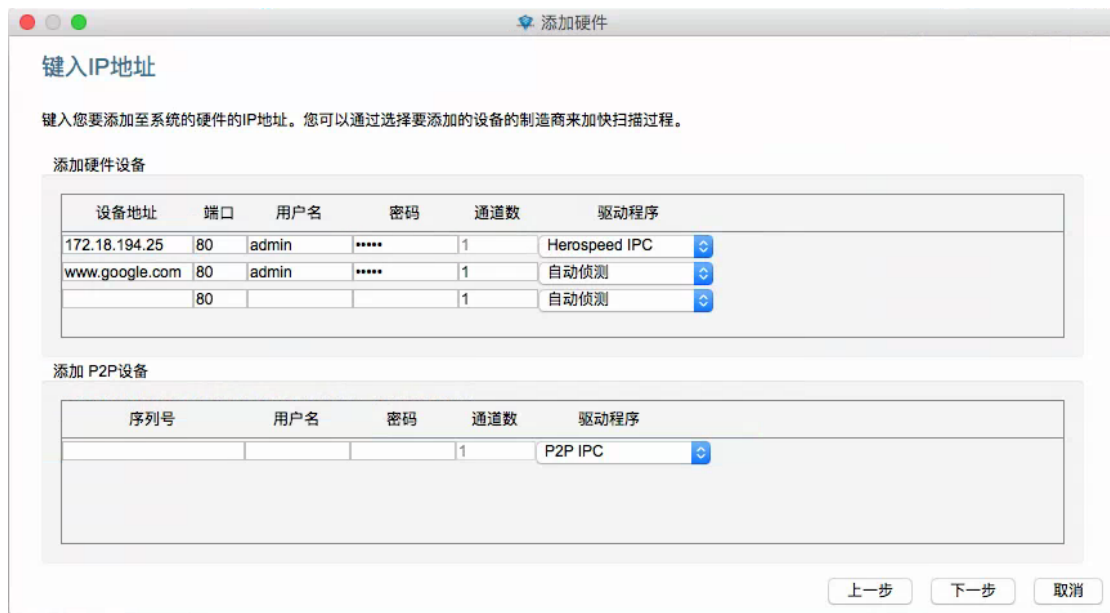 添加硬件
键入IP地址
键入您要添加至系统的硬件的IP地址。您可以通过选择要添加的设备的制造商来加快扫描过程。
添加硬件设备
设备地址 端口 用户名 密码 通道数 驱动程序
172.18.194.25 80 admin ••••• 1 Herospeed IPC
www.google.com 80 admin ••••• 1 自动侦测
80 1 自动侦测
添加 P2P设备
序列号 用户名 密码 通道数 驱动程序
1 P2P IPC
上一步 下一步 取消